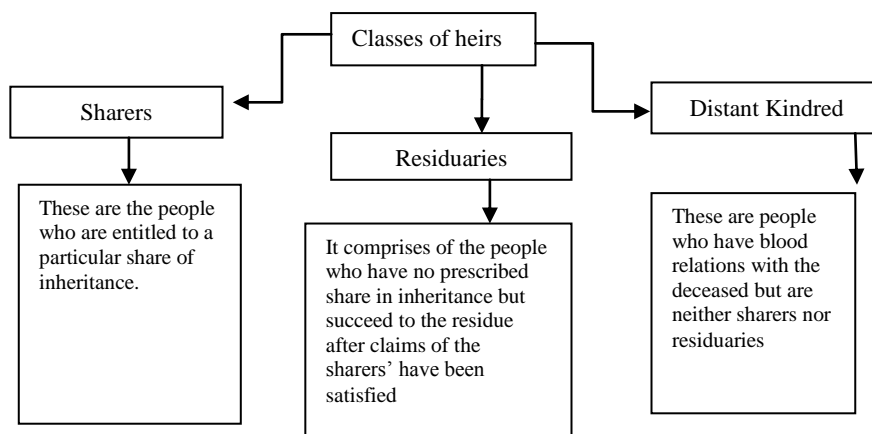 Classes of heirs
Sharers
Residuaries
Distant Kindred
These are the people
who are entitled to a
particular share of
inheritance.
It comprises of the people
who have no prescribed
share in inheritance but
succeed to the residue
after claims of the
sharers’ have been
satisfied
These are people
who have blood
relations with the
deceased but are
neither sharers nor
residuaries